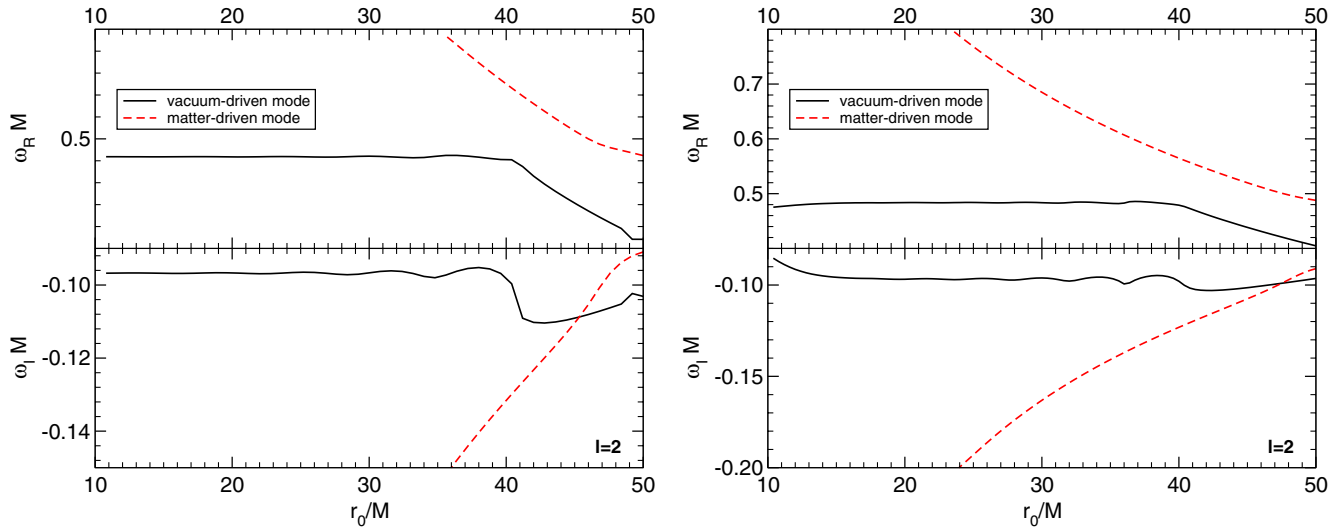 10 20 30 40 50
0.5
ω_R M
vacuum-driven mode
matter-driven mode
-0.10
-0.12
-0.14
ω_I M
l=2
10 20 30 40 50
r_0/M
10 20 30 40 50
0.7
0.6
0.5
ω_R M
vacuum-driven mode
matter-driven mode
-0.10
-0.15
-0.20
ω_I M
l=2
10 20 30 40 50
r_0/M